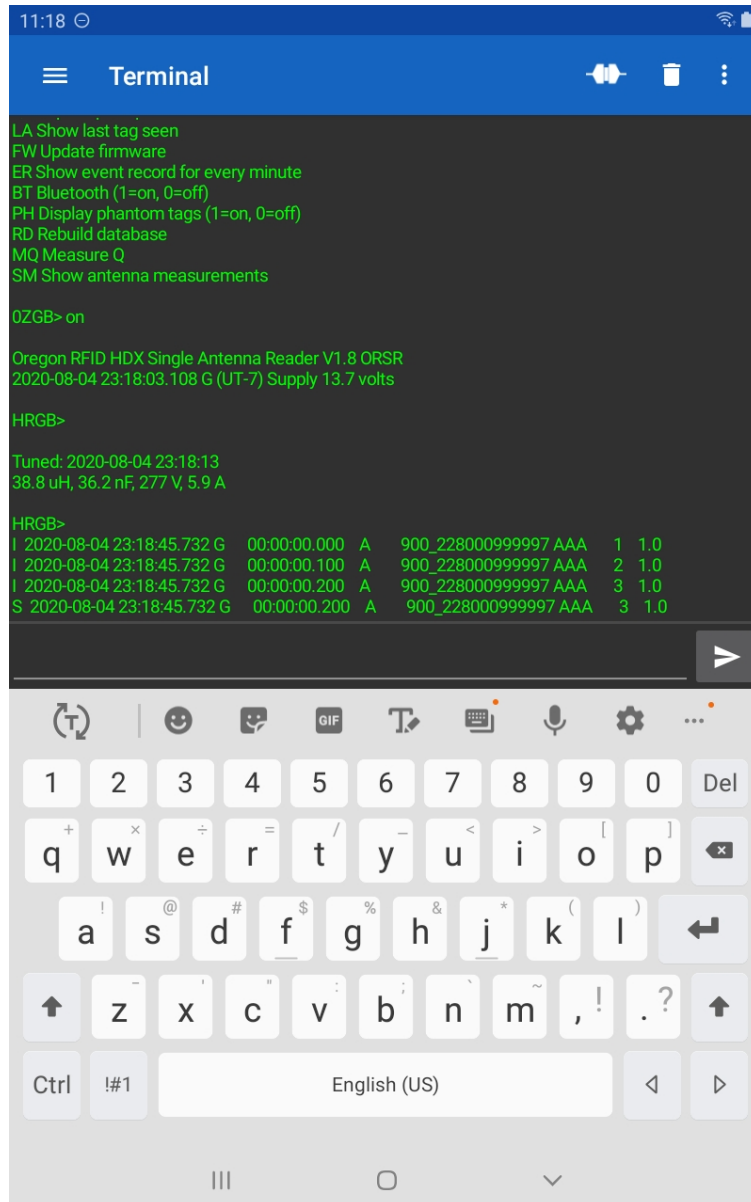 11:18
Terminal
LA Show last tag seen
FW Update firmware
ER Show event record for every minute
BT Bluetooth (1=on, 0=off)
PH Display phantom tags (1=on, 0=off)
RD Rebuild database
MQ Measure Q
SM Show antenna measurements
0ZGB> on
Oregon RFID HDX Single Antenna Reader V1.8 ORSR
2020-08-04 23:18:03.108 G (UT-7) Supply 13.7 volts
HRGB>
Tuned: 2020-08-04 23:18:13
38.8 uH, 36.2 nF, 277 V, 5.9 A
HRGB>
I 2020-08-04 23:18:45.732 G 00:00:00.000 A 900_228000999997 AAA 1 1.0
I 2020-08-04 23:18:45.732 G 00:00:00.100 A 900_228000999997 AAA 2 1.0
I 2020-08-04 23:18:45.732 G 00:00:00.200 A 900_228000999997 AAA 3 1.0
S 2020-08-04 23:18:45.732 G 00:00:00.200 A 900_228000999997 AAA 3 1.0
T GIF T
1 2 3 4 5 6 7 8 9 0 Del
+ × ÷ = / _ < > [ ]
q w e r t y u i o p
! @ # $ % & * ( )
a s d f g h j k l
- ' " : ; ` ~ ! ?
z x c v b n m , .
Ctrl !#1 English (US)